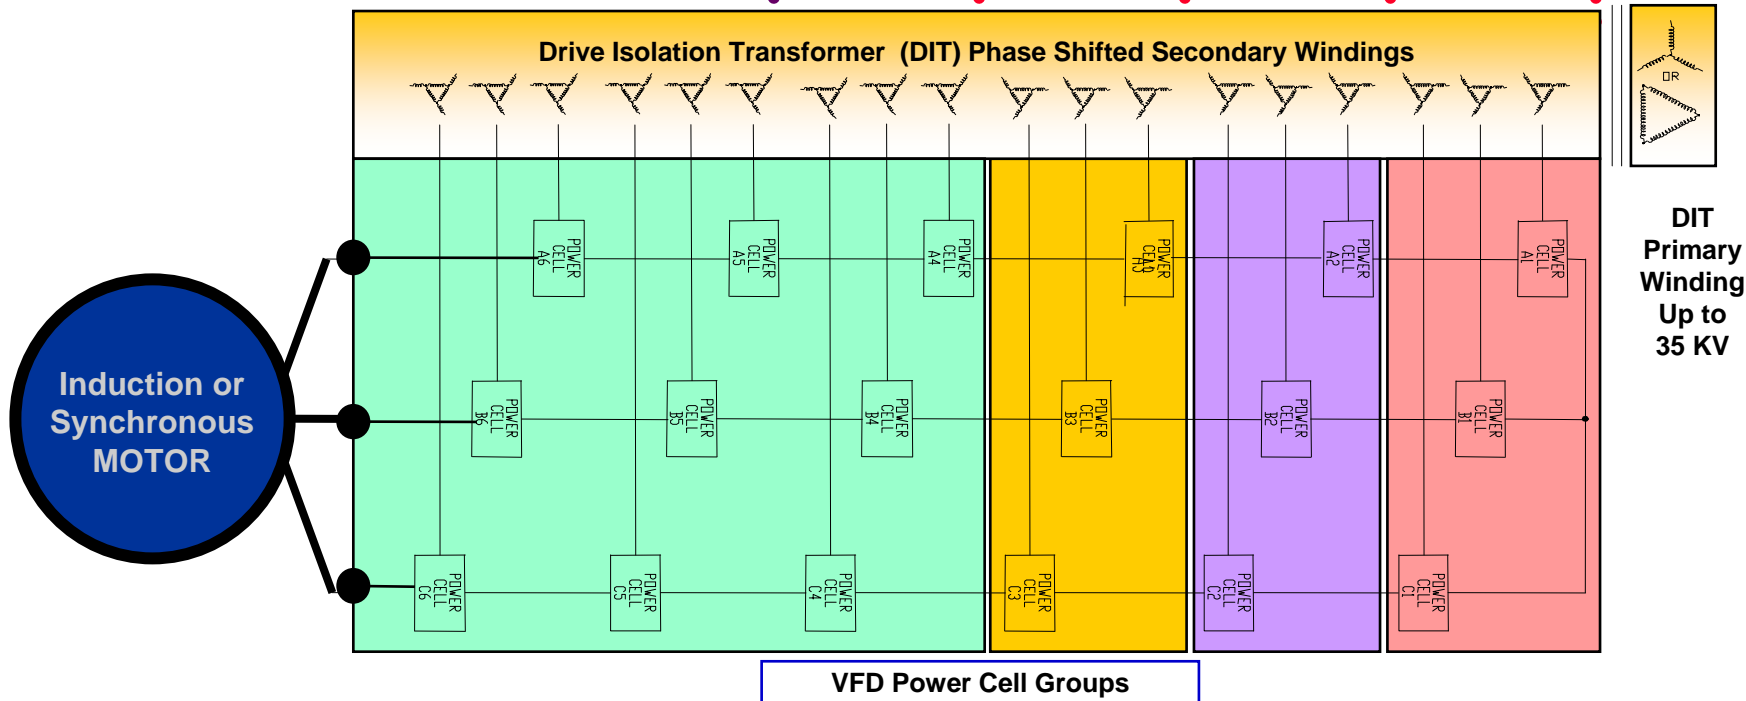 Drive Isolation Transformer (DIT) Phase Shifted Secondary Windings
OR
DIT
Primary
Winding
Up to
35 KV
POWER
CELL
A6
POWER
CELL
A5
POWER
CELL
A4
POWER
POWER
CELL
A2
POWER
CELL
A1
Induction or
Synchronous
MOTOR
POWER
CELL
B6
POWER
CELL
B5
POWER
CELL
B4
POWER
CELL
B3
POWER
CELL
B2
POWER
CELL
B1
POWER
CELL
C6
POWER
CELL
C5
POWER
CELL
C4
POWER
CELL
C3
POWER
CELL
C2
POWER
CELL
C1
VFD Power Cell Groups